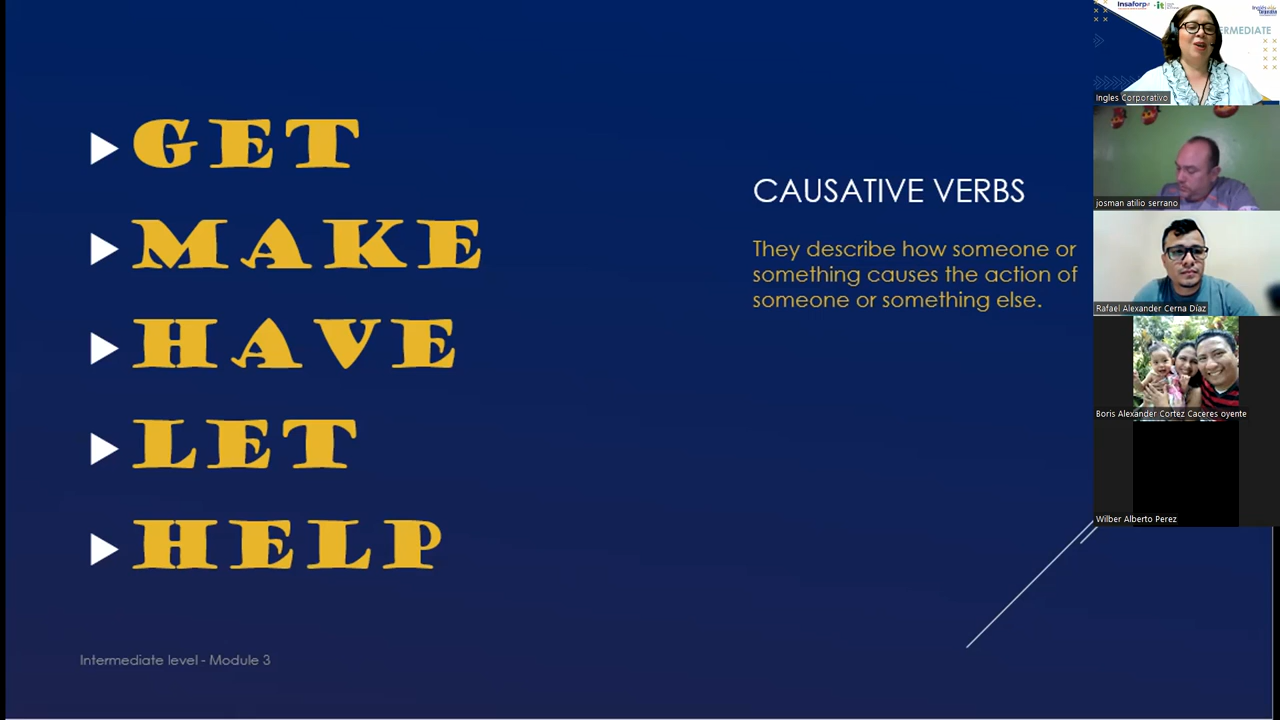 GET
MAKE
HAVE
LET
HELP
CAUSATIVE VERBS
They describe how someone or
something causes the action of
someone or something else.
Intermediate level - Module 3
Insaforp
ERMEDIATE
Ingles Corporativo
josman atilio serrano
Rafael Alexander Cerna Díaz
Boris Alexander Cortez Caceres oyente
Wilber Alberto Perez